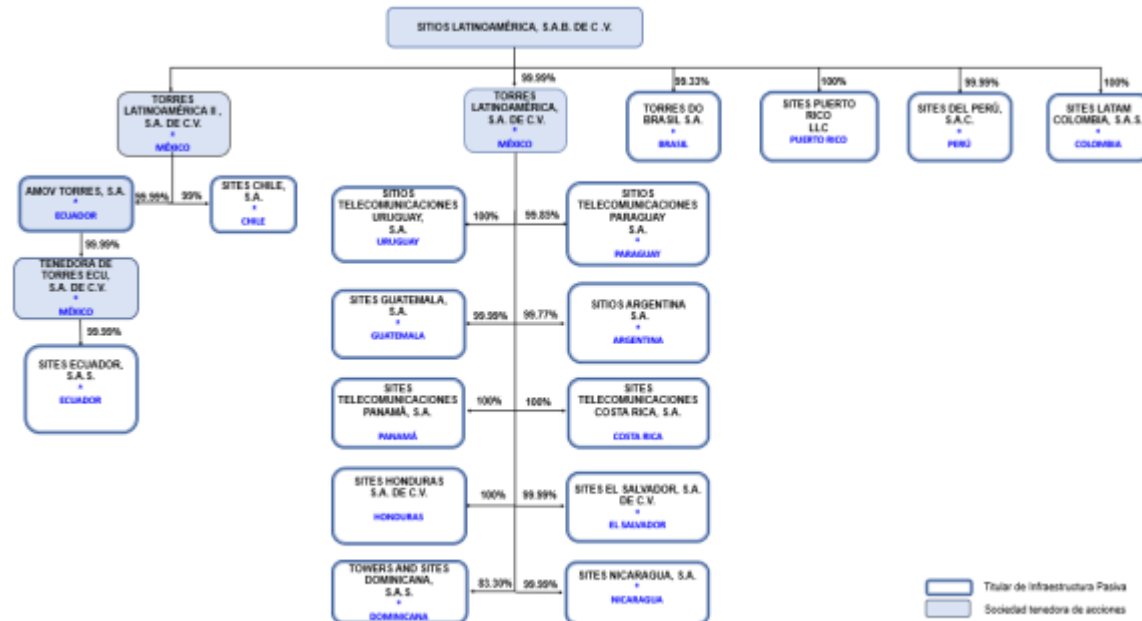 SITIOS LATINOAMÉRICA, S.A.B. DE C .V.
99.99%
99.33%
100%
99.99%
100%
TORRES
LATINOAMÉRICA II ,
S.A. DE C.V.
*
MÉXICO
TORRES
LATINOAMÉRICA,
S.A. DE C.V.
*
MÉXICO
TORRES DO
BRASIL S.A.
*
BRASIL
SITES PUERTO
RICO
LLC
PUERTO RICO
SITES DEL PERÚ,
S.A.C.
*
PERÚ
SITES LATAM
COLOMBIA, S.A.S.
*
COLOMBIA
AMOV TORRES, S.A.
*
ECUADOR
99.99%
99%
SITES CHILE,
S.A.
*
CHILE
99.99%
TENEDORA DE
TORRES ECU,
S.A. DE C.V.
*
MÉXICO
99.99%
SITES ECUADOR,
S.A.S.
*
ECUADOR
SITIOS
TELECOMUNICACIONES
URUGUAY,
S.A.
URUGUAY
100%
99.83%
SITIOS
TELECOMUNICACIONES
PARAGUAY
S.A.
*
PARAGUAY
SITES GUATEMALA,
S.A.
*
GUATEMALA
99.99%
99.77%
SITIOS ARGENTINA
S.A.
*
ARGENTINA
SITES
TELECOMUNICACIONES
PANAMÁ, S.A.
*
PANAMÁ
100%
100%
SITES
TELECOMUNICACIONES
COSTA RICA, S.A.
*
COSTA RICA
SITES HONDURAS
S.A. DE C.V.
*
HONDURAS
100%
99.99%
SITES EL SALVADOR, S.A.
DE C.V.
*
EL SALVADOR
TOWERS AND SITES
DOMINICANA,
S.A.S.
*
DOMINICANA
83.30%
99.99%
SITES NICARAGUA, S.A.
*
NICARAGUA
Titular de Infraestructura Pasiva
Sociedad tenedora de acciones